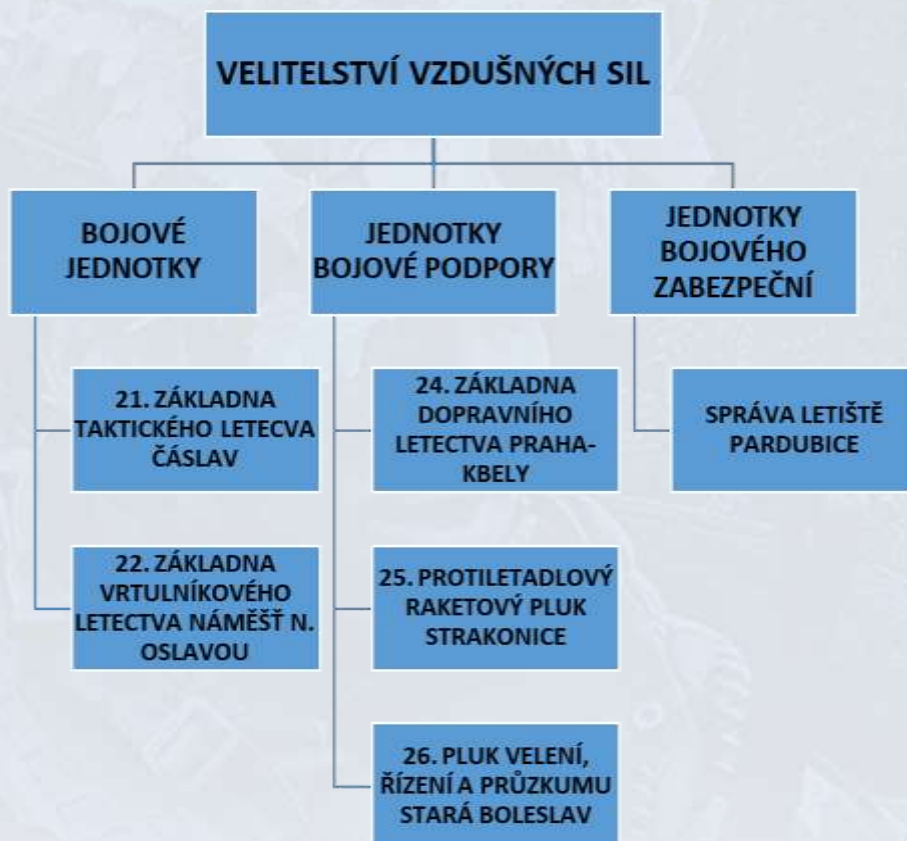 VELITELSTVÍ VZDUŠNÝCH SIL
BOJOVÉ
JEDNOTKY
JEDNOTKY
BOJOVÉ PODPORY
JEDNOTKY
BOJOVÉHO
ZABEZPEČNÍ
21. ZÁKLADNA
TAKTICKÉHO LETECVA
ČÁSLAV
22. ZÁKLADNA
VRTULNÍKOVÉHO
LETECTVA NÁMĚŠŤ N.
OSLAVOU
24. ZÁKLADNA
DOPRAVNÍHO
LETECTVA PRAHA-
KBELY
25. PROTILETADLOVÝ
RAKETOVÝ PLUK
STRAKONICE
26. PLUK VELENÍ,
ŘÍZENÍ A PRŮZKUMU
STARÁ BOLESLAV
SPRÁVA LETIŠTĚ
PARDUBICE